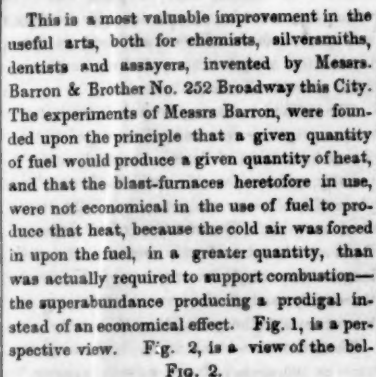 This is a most valuable improvement in the
useful arts, both for chemists, silversmiths,
dentists and assayers, invented by Messrs.
Barron & Brother No. 252 Broadway this City.
The experiments of Messrs Barron, were foun-
ded upon the principle that a given quantity
of fuel would produce a given quantity of heat,
and that the blast-furnaces heretofore in use,
were not economical in the use of fuel to pro-
duce that heat, because the cold air was forced
in upon the fuel, in a greater quantity, than
was actually required to support combustion—
the superabundance producing a prodigal in-
stead of an economical effect. Fig. 1, is a per-
spective view. Fig. 2, is a view of the bel-
FIG. 2.